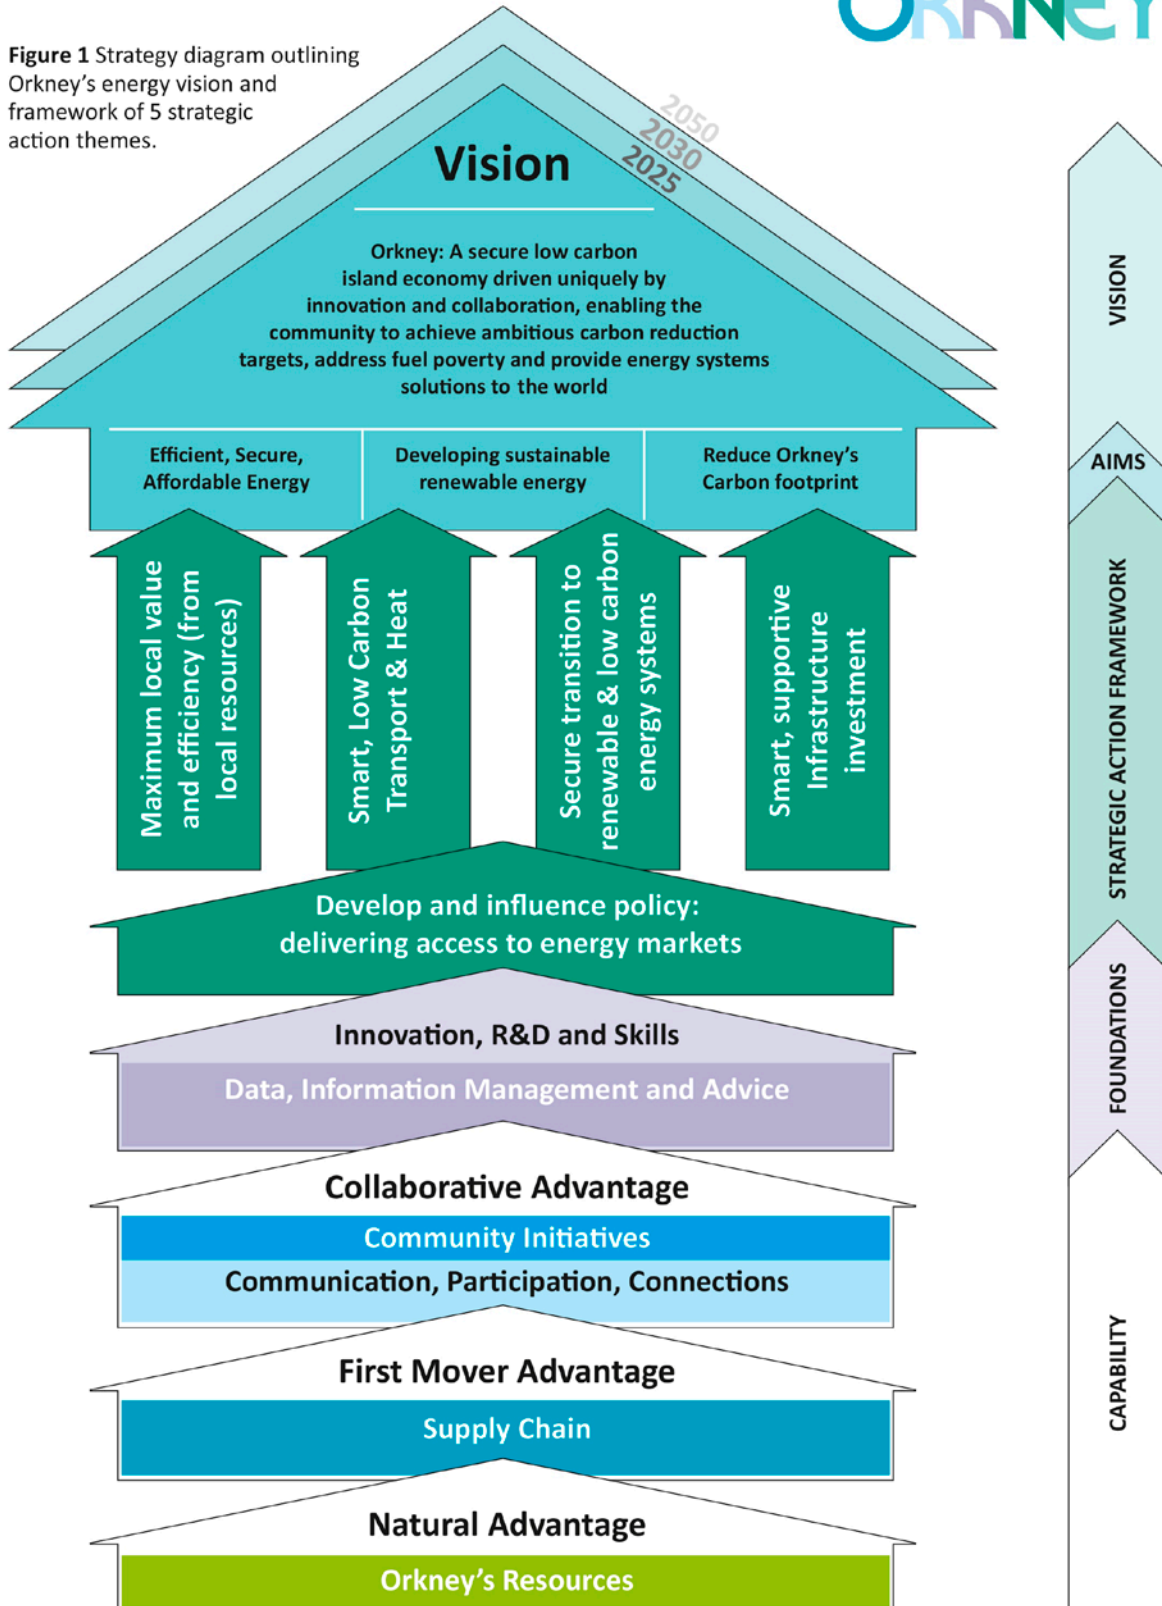 ORKNEY
Figure 1 Strategy diagram outlining
Orkney's energy vision and
framework of 5 strategic
action themes.
2050
2030
2025
Vision
Orkney: A secure low carbon
island economy driven uniquely by
innovation and collaboration, enabling the
community to achieve ambitious carbon reduction
targets, address fuel poverty and provide energy systems
solutions to the world
Efficient, Secure,
Affordable Energy
Developing sustainable
renewable energy
Reduce Orkney's
Carbon footprint
Maximum local value
and efficiency (from
local resources)
Smart, Low Carbon
Transport & Heat
Secure transition to
renewable & low carbon
energy systems
Smart, supportive
Infrastructure
investment
Develop and influence policy:
delivering access to energy markets
Innovation, R&D and Skills
Data, Information Management and Advice
Collaborative Advantage
Community Initiatives
Communication, Participation, Connections
First Mover Advantage
Supply Chain
Natural Advantage
Orkney's Resources
VISION
AIMS
STRATEGIC ACTION FRAMEWORK
FOUNDATIONS
CAPABILITY